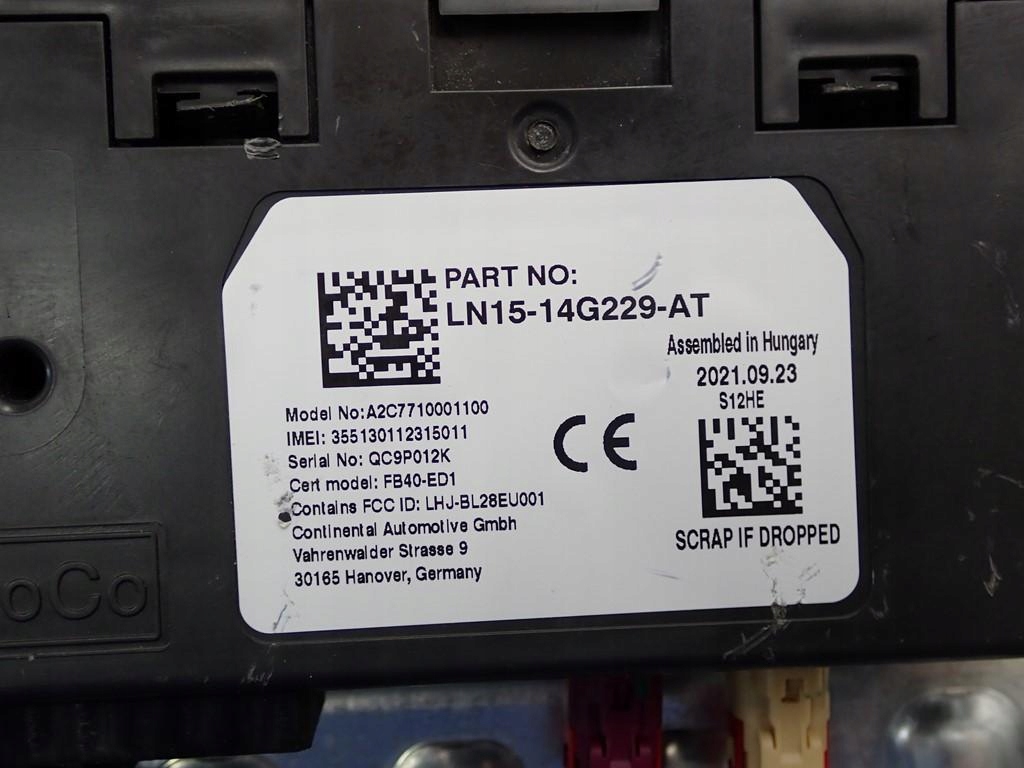 PART NO:
LN15-14G229-AT
Assembled in Hungary
2021.09.23
S12HE
Model No:A2C7710001100
IMEI: 355130112315011
Serial No: QC9P012K
Cert model: FB40-ED1
Contains FCC ID: LHJ-BL28EU001
Continental Automotive Gmbh
Vahrenwalder Strasse 9
30165 Hanover, Germany
CE
SCRAP IF DROPPED
oCo